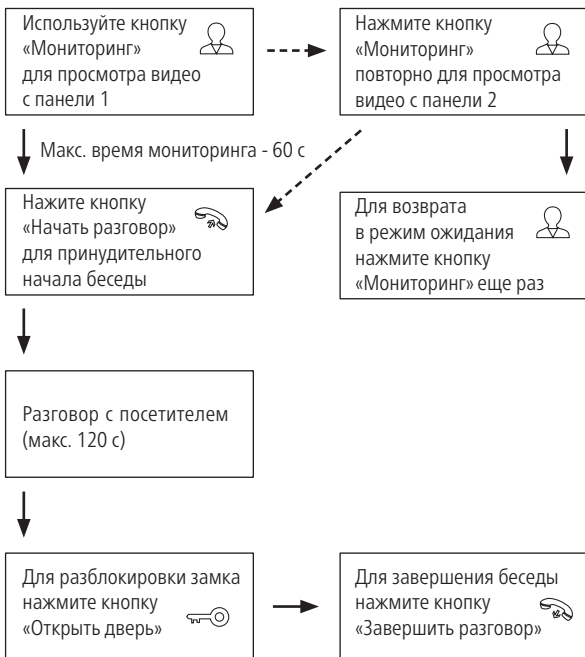 Используйте кнопку
«Мониторинг»
для просмотра видео
с панели 1
Нажмите кнопку
«Мониторинг»
повторно для просмотра
видео с панели 2
Макс. время мониторинга - 60 с
Нажите кнопку
«Начать разговор»
для принудительного
начала беседы
Для возврата
в режим ожидания
нажмите кнопку
«Мониторинг» еще раз
Разговор с посетителем
(макс. 120 с)
Для разблокировки замка
нажмите кнопку
«Открыть дверь»
Для завершения беседы
нажмите кнопку
«Завершить разговор»